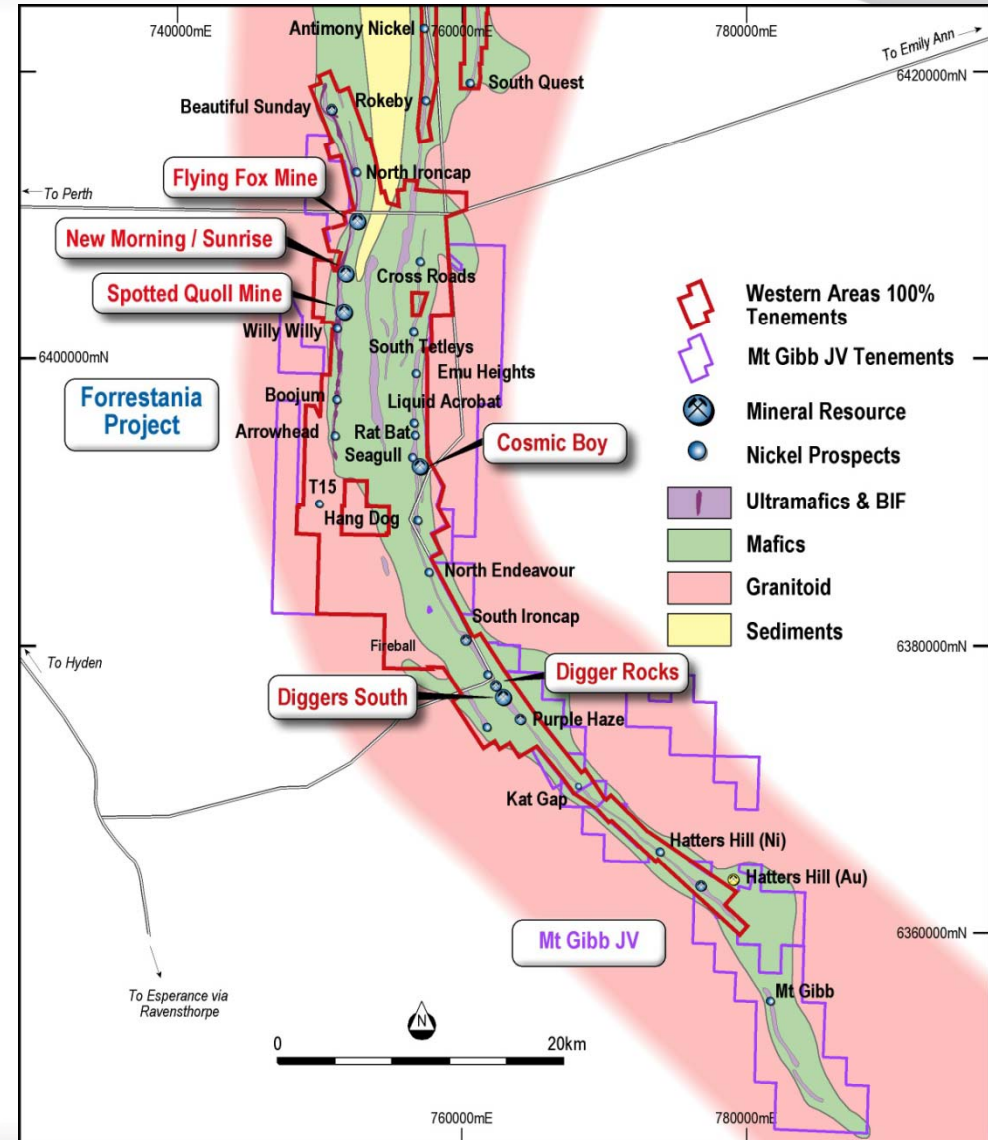 740000mE
760000mE
780000mE
Antimony Nickel
To Emily Ann
6420000mN
South Quest
Rokeby
Beautiful Sunday
North Ironcap
Flying Fox Mine
To Perth
New Morning / Sunrise
Cross Roads
Spotted Quoll Mine
Willy Willy
South Tetleys
6400000mN
Emu Heights
Forrestania
Project
Boojum
Liquid Acrobat
Arrowhead
Rat Bat
Seagull
Cosmic Boy
T15
Hang Dog
North Endeavour
South Ironcap
Fireball
6380000mN
To Hyden
Digger Rocks
Diggers South
Purple Haze
Kat Gap
Hatters Hill (Ni)
Hatters Hill (Au)
Mt Gibb JV
6360000mN
Mt Gibb
To Esperance via
Ravensthorpe
N
0
20km
760000mE
780000mE
Western Areas 100%
Tenements
Mt Gibb JV Tenements
Mineral Resource
Nickel Prospects
Ultramafics & BIF
Mafics
Granitoid
Sediments